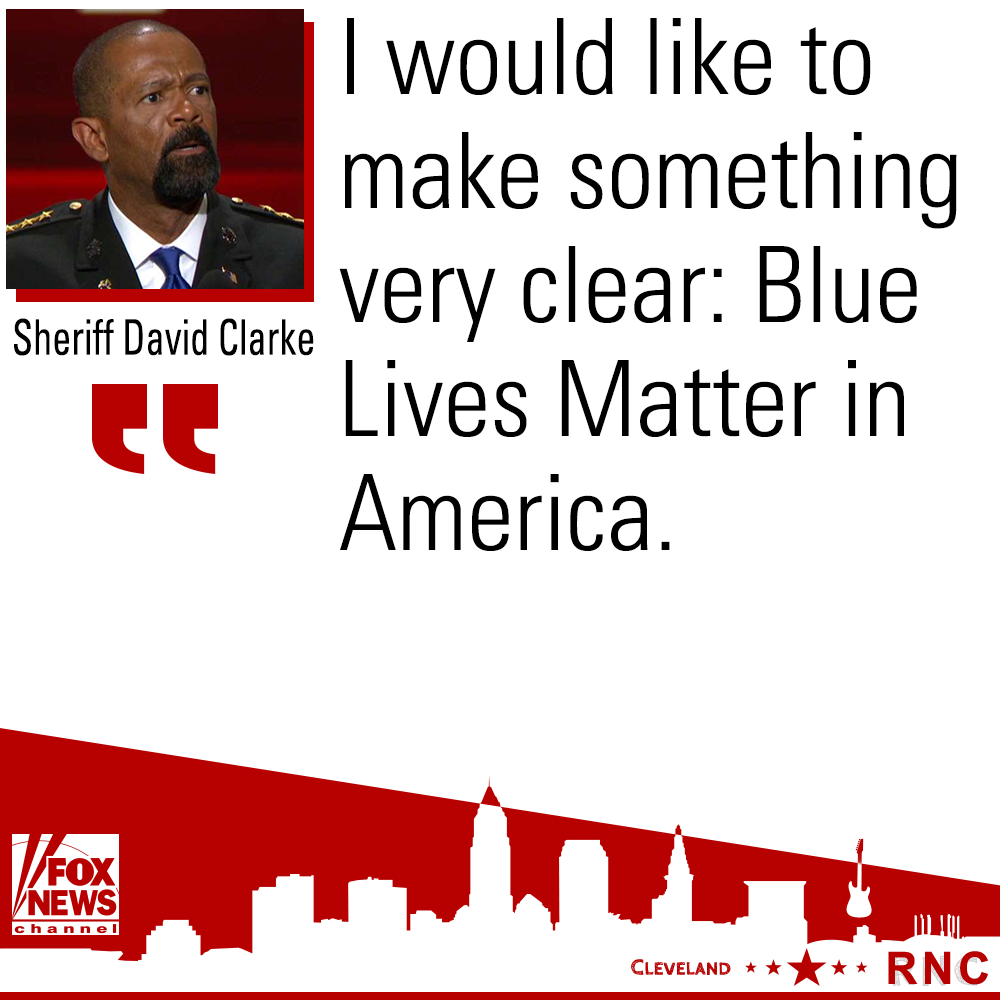 I would like to
make something
very clear: Blue
Lives Matter in
America.
Sheriff David Clarke
FOX
NEWS
channel
CLEVELAND
RNC